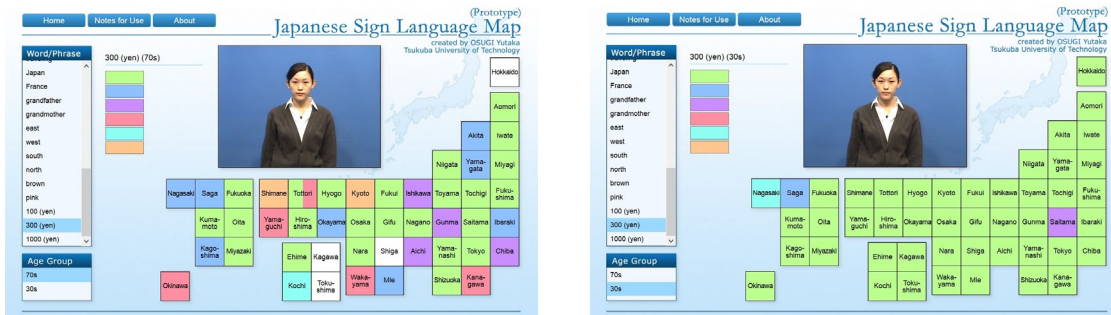 Home Notes for Use About
(Prototype)
Japanese Sign Language Map
created by OSUGI Yutaka
Tsukuba University of Technology
Word/Phrase
Japan
France
grandfather
grandmother
east
west
south
north
brown
pink
100 (yen)
300 (yen)
1000 (yen)
Age Group
70s
30s
300 (yen) (70s)
Hokkaido
Aomori
Akita Iwate
Niigata Yama-
gata Miyagi
Nagasaki Saga Fukuoka Shimane Tottori Hyogo Kyoto Fukui Ishikawa Toyama Tochigi Fuku-
shima
Kuma-
moto Oita Yama-
guchi Hiro-
shima Okayama Osaka Gifu Nagano Gunma Saitama Ibaraki
Kago-
shima Miyazaki Ehime Kagawa Nara Shiga Aichi Yama-
nashi Tokyo Chiba
Okinawa Kochi Toku-
shima Waka-
yama Mie Shizuoka Kana-
gawa
Home Notes for Use About
(Prototype)
Japanese Sign Language Map
created by OSUGI Yutaka
Tsukuba University of Technology
Word/Phrase
Japan
France
grandfather
grandmother
east
west
south
north
brown
pink
100 (yen)
300 (yen)
1000 (yen)
Age Group
70s
30s
300 (yen) (30s)
Hokkaido
Aomori
Akita Iwate
Niigata Yama-
gata Miyagi
Nagasaki Saga Fukuoka Shimane Tottori Hyogo Kyoto Fukui Ishikawa Toyama Tochigi Fuku-
shima
Kuma-
moto Oita Yama-
guchi Hiro-
shima Okayama Osaka Gifu Nagano Gunma Saitama Ibaraki
Kago-
shima Miyazaki Ehime Kagawa Nara Shiga Aichi Yama-
nashi Tokyo Chiba
Okinawa Kochi Toku-
shima Waka-
yama Mie Shizuoka Kana-
gawa